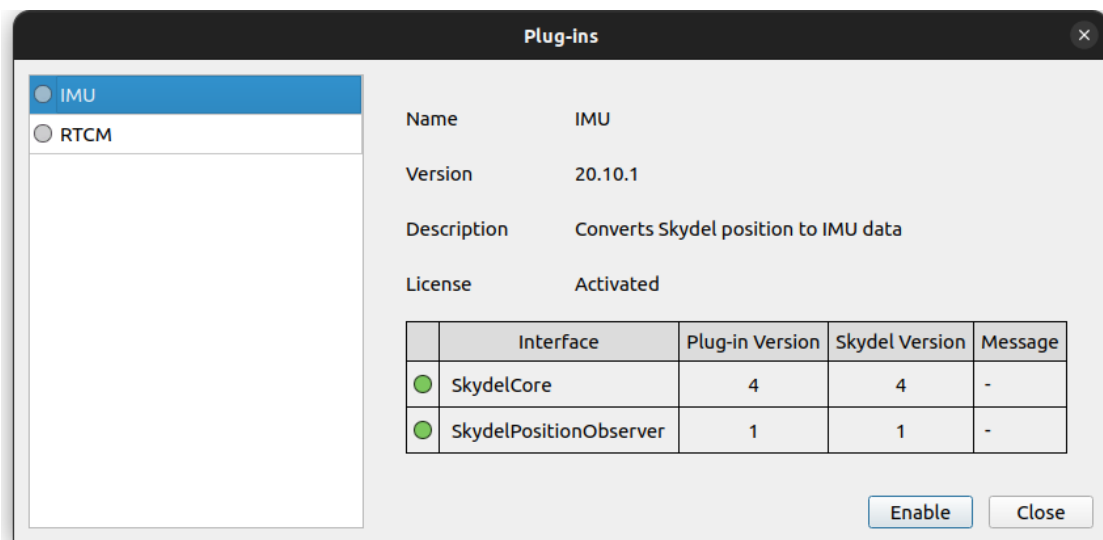 Plug-ins
IMU
RTCM
Name IMU
Version 20.10.1
Description Converts Skydel position to IMU data
License Activated
Interface Plug-in Version Skydel Version Message
SkydelCore 4 4 -
SkydelPositionObserver 1 1 -
Enable Close